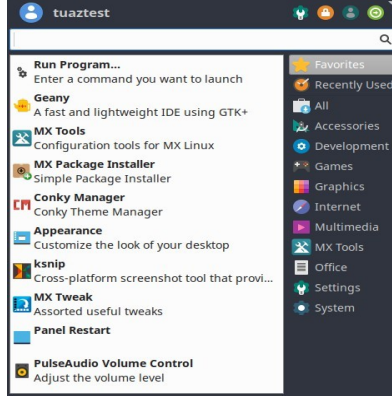 tuaztest
Run Program...
Enter a command you want to launch
Geany
A fast and lightweight IDE using GTK+
MX Tools
Configuration tools for MX Linux
MX Package Installer
Simple Package Installer
Conky Manager
Conky Theme Manager
Appearance
Customize the look of your desktop
ksnip
Cross-platform screenshot tool that provi...
MX Tweak
Assorted useful tweaks
Panel Restart
PulseAudio Volume Control
Adjust the volume level
Favorites
Recently Used
All
Accessories
Development
Games
Graphics
Internet
Multimedia
MX Tools
Office
Settings
System